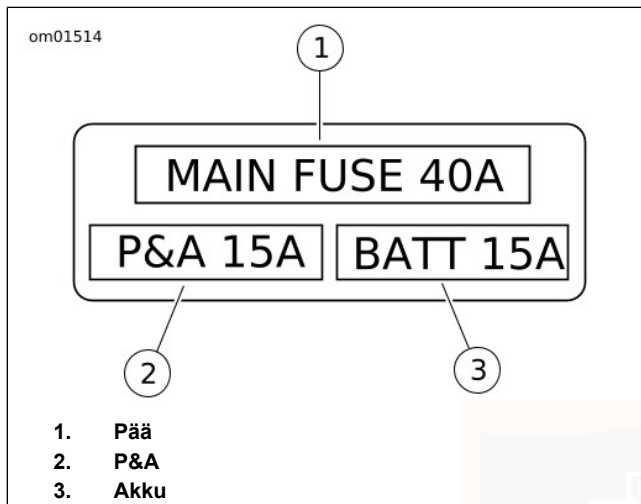 om01514
1
MAIN FUSE 40A
P&A 15A BATT 15A
2 3
1. Pää
2. P&A
3. Akku